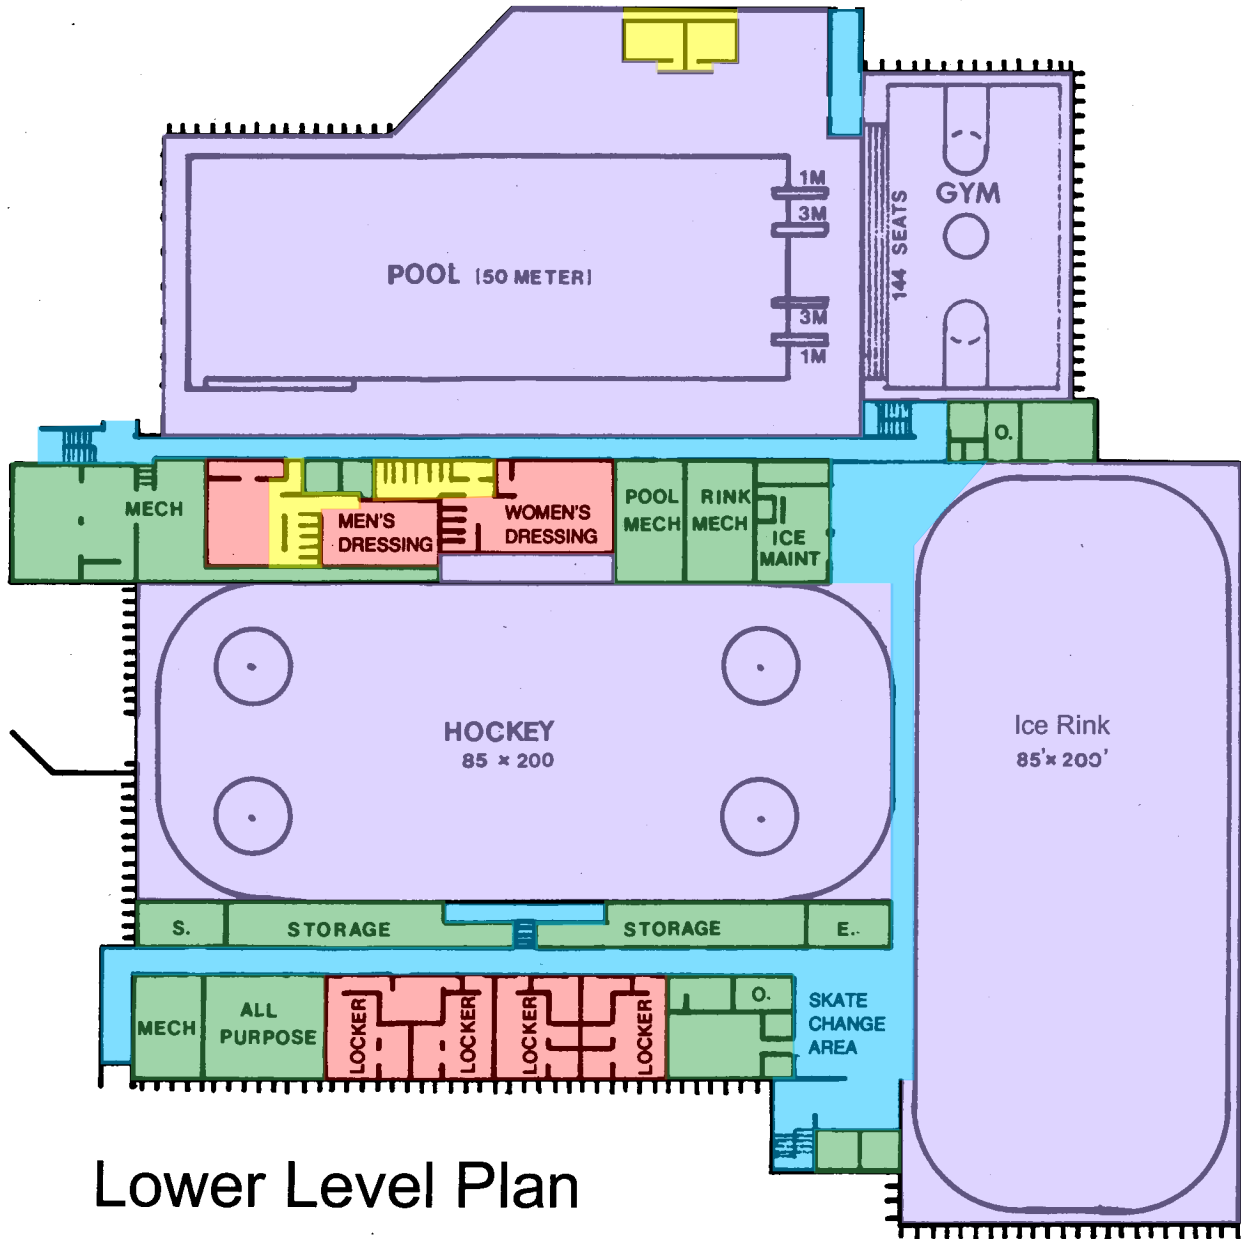 1M
3M
GYM
144 SEATS
POOL (50 METER)
3M
1M
O.
MECH
MEN'S
DRESSING
WOMEN'S
DRESSING
POOL
MECH
RINK
MECH
ICE
MAINT
HOCKEY
85 × 200
Ice Rink
85'× 200'
S.
STORAGE
STORAGE
E.
MECH
ALL
PURPOSE
LOCKER
LOCKER
LOCKER
LOCKER
O.
SKATE
CHANGE
AREA
Lower Level Plan